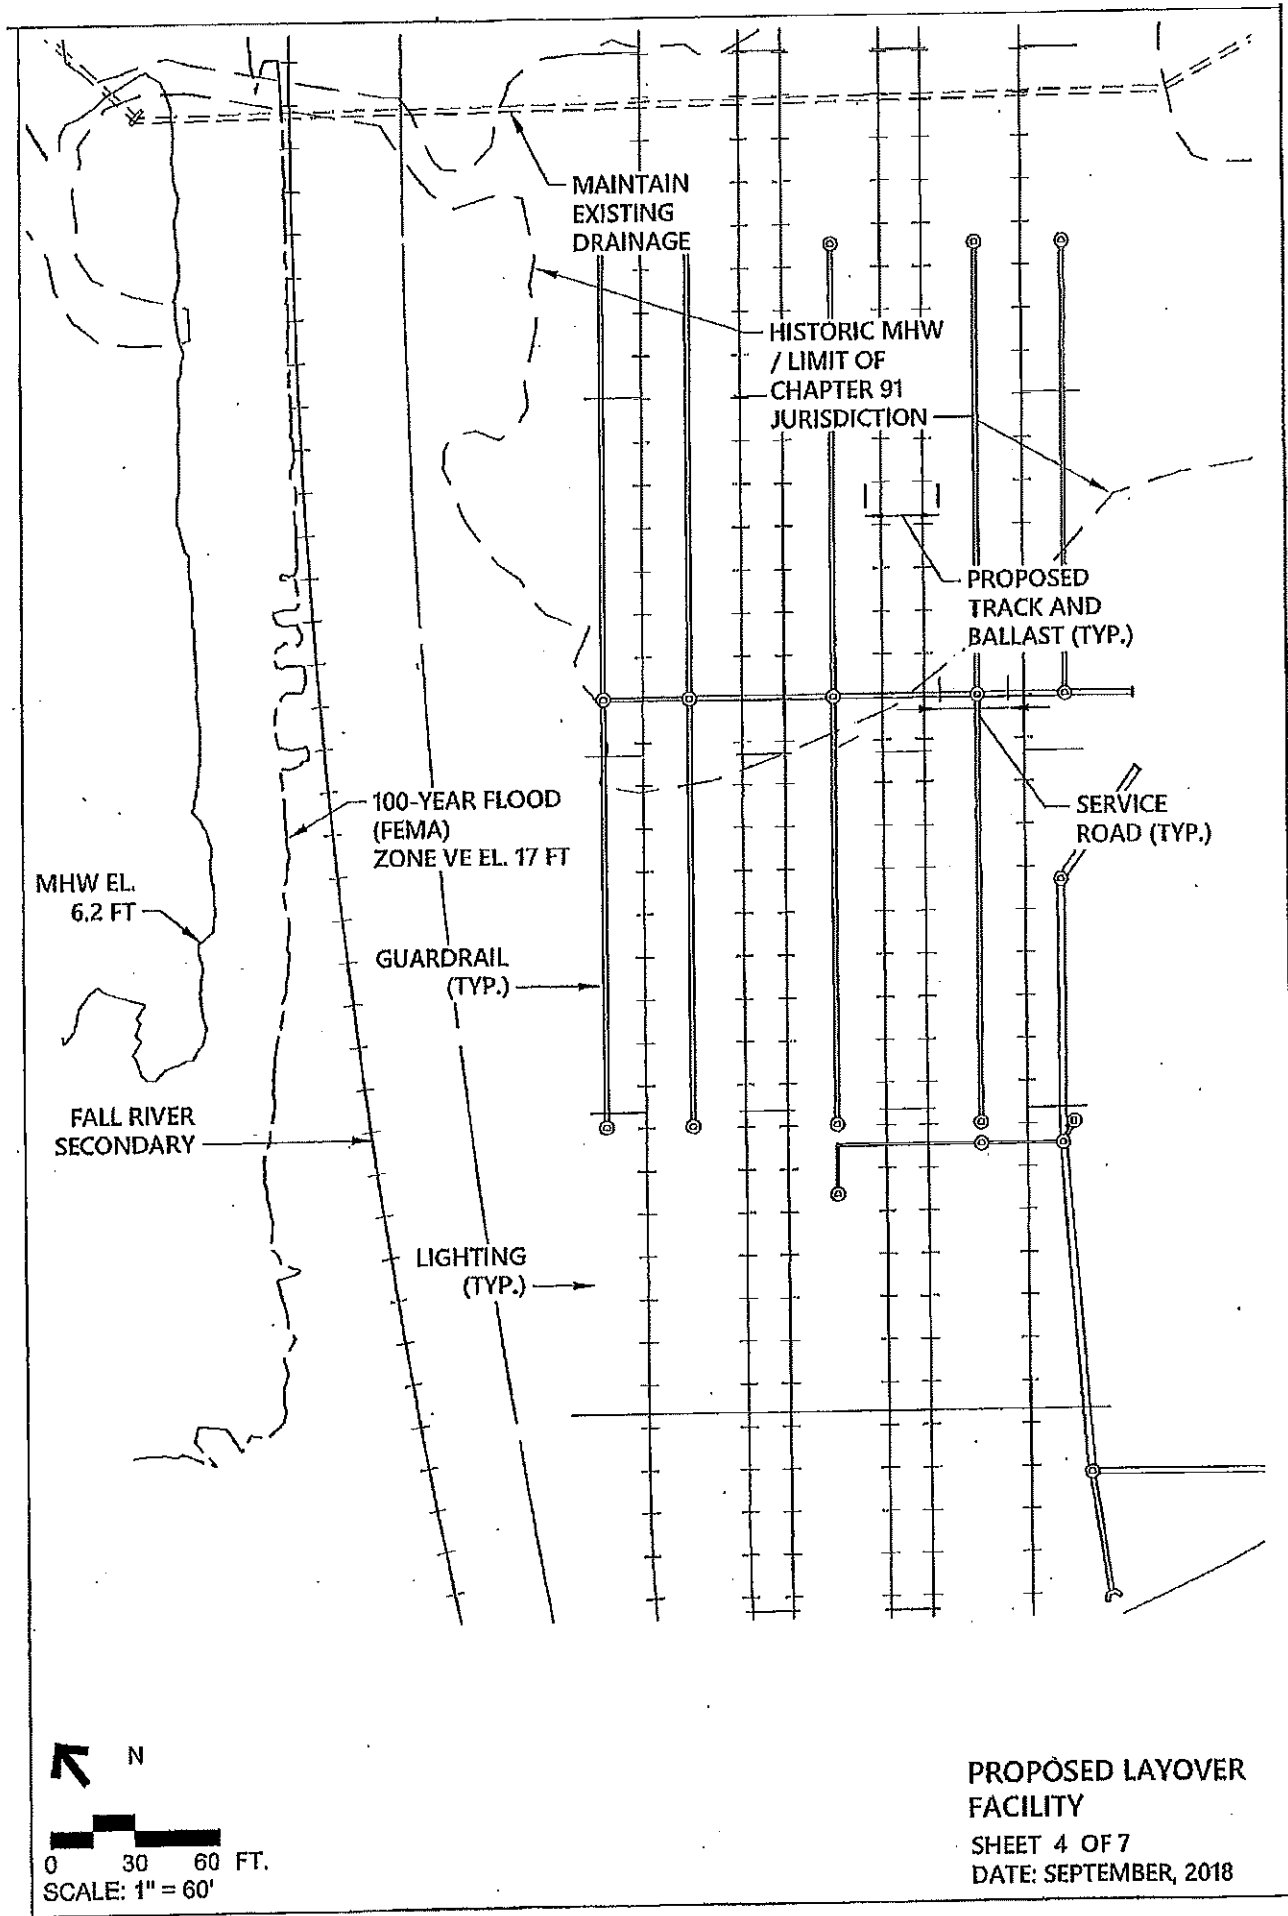 MAINTAIN
EXISTING
DRAINAGE
HISTORIC MHW
/ LIMIT OF
CHAPTER 91
JURISDICTION
PROPOSED
TRACK AND
BALLAST (TYP.)
100-YEAR FLOOD
(FEMA)
ZONE VE EL. 17 FT
SERVICE
ROAD (TYP.)
MHW EL.
6.2 FT
GUARDRAIL
(TYP.)
FALL RIVER
SECONDARY
LIGHTING
(TYP.)
N
0 30 60 FT.
SCALE: 1" = 60'
PROPOSED LAYOVER
FACILITY
SHEET 4 OF 7
DATE: SEPTEMBER, 2018